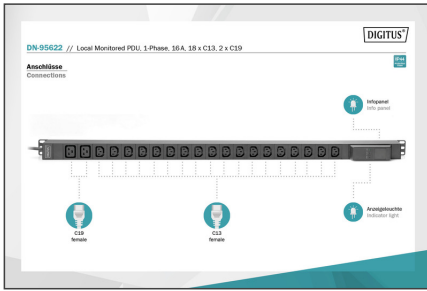 DIGITUS®
DN-95622 // Local Monitored PDU, 1-Phase, 16 A, 18 x C13, 2 x C19
Anschlüsse
Connections
Infopanel
Info panel
C19
female
C13
female
Anzeigeleuchte
Indicator light